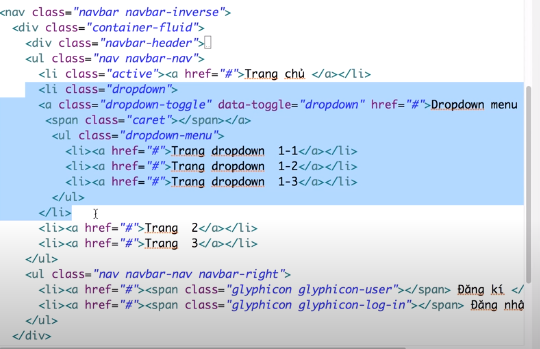 <nav class="navbar navbar-inverse">
<div class="container-fluid">
<div class="navbar-header">
<ul class="nav navbar-nav">
<li class="active"><a href="#">Trang chủ </a></li>
<li class="dropdown">
<a class="dropdown-toggle" data-toggle="dropdown" href="#">Dropdown menu
<span class="caret"></span></a>
<ul class="dropdown-menu">
<li><a href="#">Trang dropdown  1-1</a></li>
<li><a href="#">Trang dropdown  1-2</a></li>
<li><a href="#">Trang dropdown  1-3</a></li>
</ul>
</li>
<li><a href="#">Trang  2</a></li>
<li><a href="#">Trang  3</a></li>
</ul>
<ul class="nav navbar-nav navbar-right">
<li><a href="#"><span class="glyphicon glyphicon-user"></span> Đăng kí </
<li><a href="#"><span class="glyphicon glyphicon-log-in"></span> Đăng nhậ
</ul>
</div>